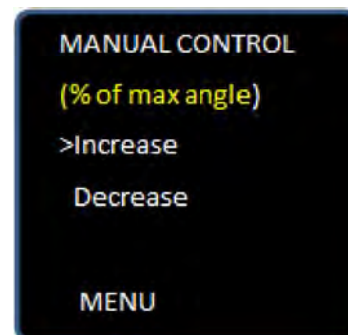 MANUAL CONTROL
(% of max angle)
>Increase
Decrease
MENU